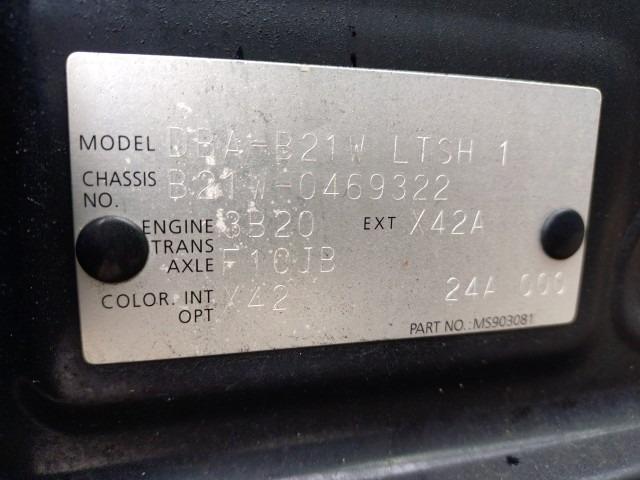 MODEL DBA-B21W LTSH 1
CHASSIS NO. B21W-0469322
ENGINE 3B20 EXT X42A
TRANS AXLE F1CJB
COLOR. INT OPT X42 24A 000
PART NO.: MS903081